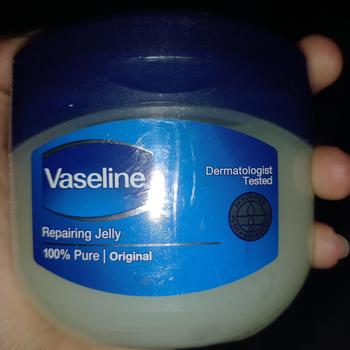 Vaseline
Dermatologist
Tested
Repairing Jelly
100% Pure | Original